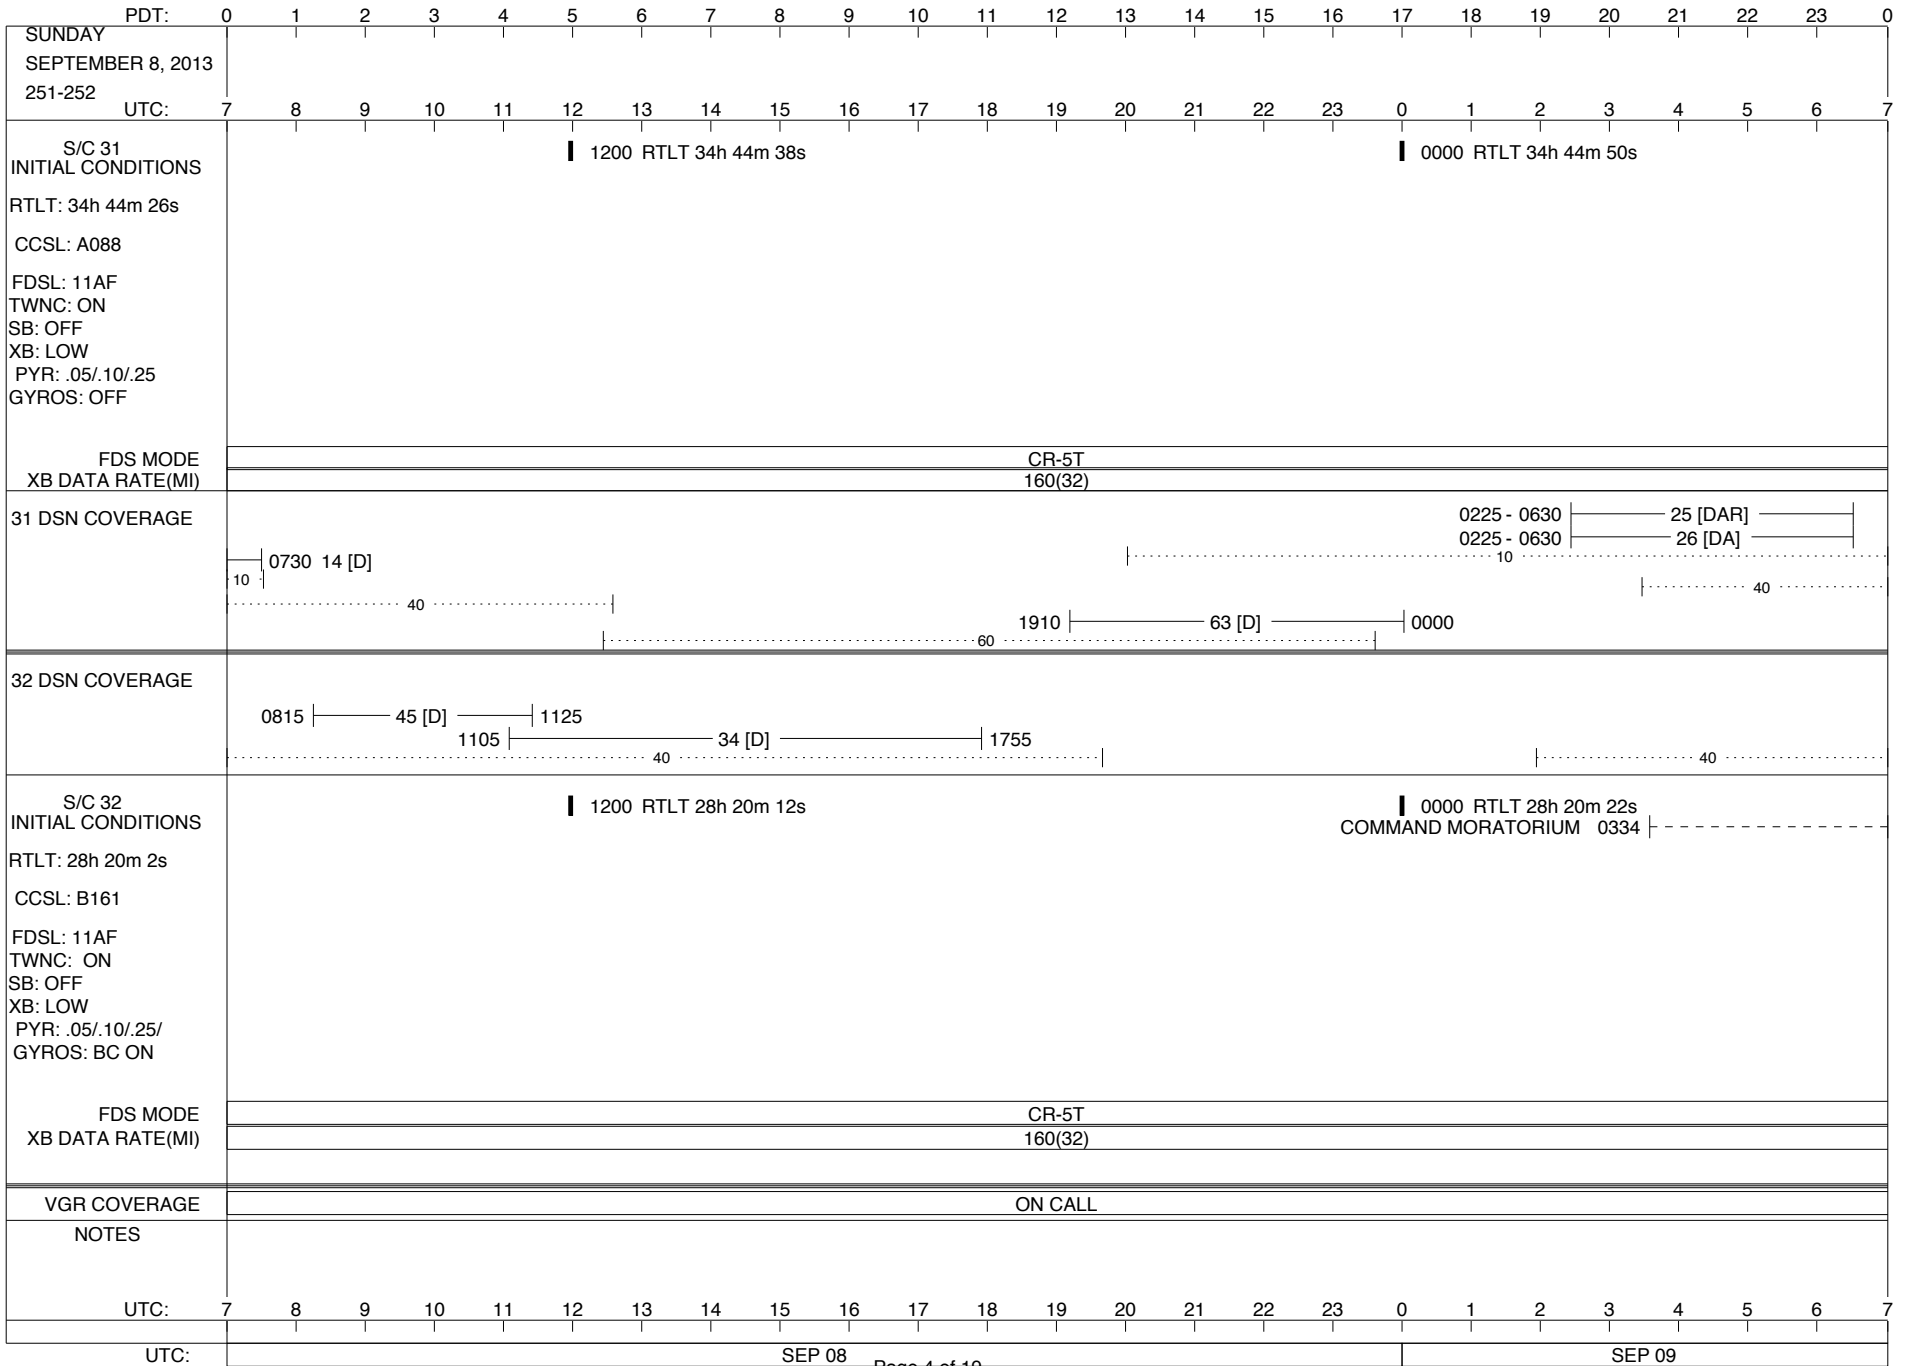 PDT: 0 1 2 3 4 5 6 7 8 9 10 11 12 13 14 15 16 17 18 19 20 21 22 23 0
SUNDAY
SEPTEMBER 8, 2013
251-252
UTC: 7 8 9 10 11 12 13 14 15 16 17 18 19 20 21 22 23 0 1 2 3 4 5 6 7
S/C 31
INITIAL CONDITIONS
1200 RTLT 34h 44m 38s
0000 RTLT 34h 44m 50s
RTLT: 34h 44m 26s
CCSL: A088
FDSL: 11AF
TWNC: ON
SB: OFF
XB: LOW
PYR: .05/.10/.25
GYROS: OFF
FDS MODE CR-5T
XB DATA RATE(MI) 160(32)
31 DSN COVERAGE
0225 - 0630 25 [DAR]
0225 - 0630 26 [DA]
10
0730 14 [D]
10
40
40
1910 63 [D] 0000
60
32 DSN COVERAGE
0815 45 [D] 1125
1105 34 [D] 1755
40 40
S/C 32
INITIAL CONDITIONS
1200 RTLT 28h 20m 12s
0000 RTLT 28h 20m 22s
COMMAND MORATORIUM 0334
RTLT: 28h 20m 2s
CCSL: B161
FDSL: 11AF
TWNC: ON
SB: OFF
XB: LOW
PYR: .05/.10/.25/
GYROS: BC ON
FDS MODE CR-5T
XB DATA RATE(MI) 160(32)
VGR COVERAGE ON CALL
NOTES
UTC: 7 8 9 10 11 12 13 14 15 16 17 18 19 20 21 22 23 0 1 2 3 4 5 6 7
UTC: SEP 08 SEP 09
Page 4 of 19